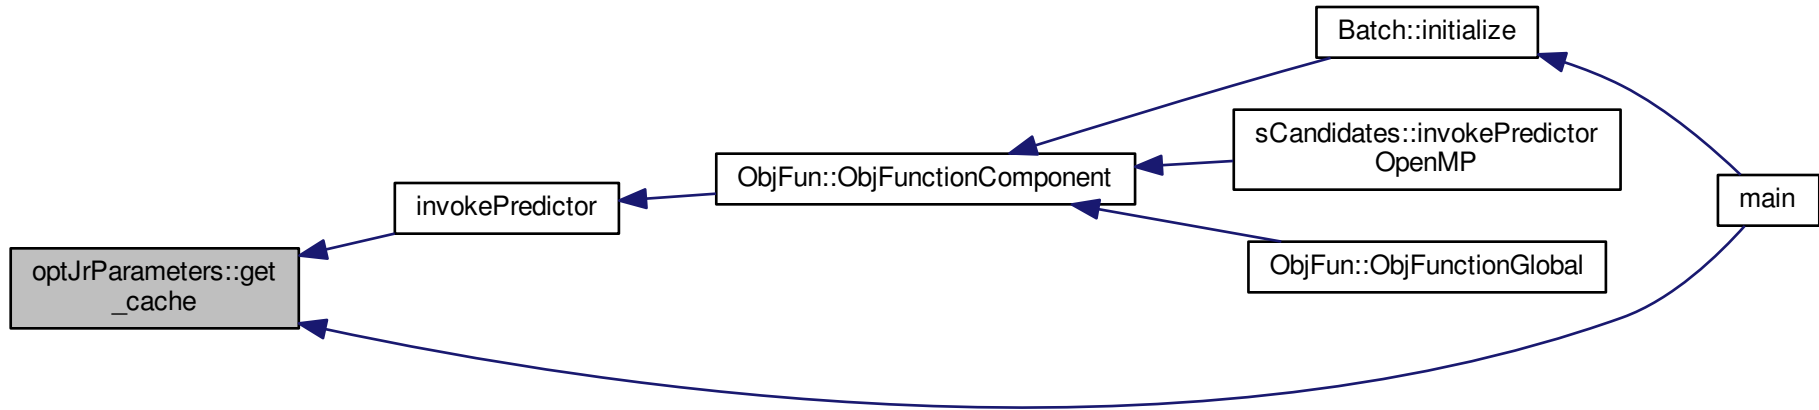 Batch::initialize
sCandidates::invokePredictor
OpenMP
ObjFun::ObjFunctionComponent
main
invokePredictor
optJrParameters::get
_cache
ObjFun::ObjFunctionGlobal